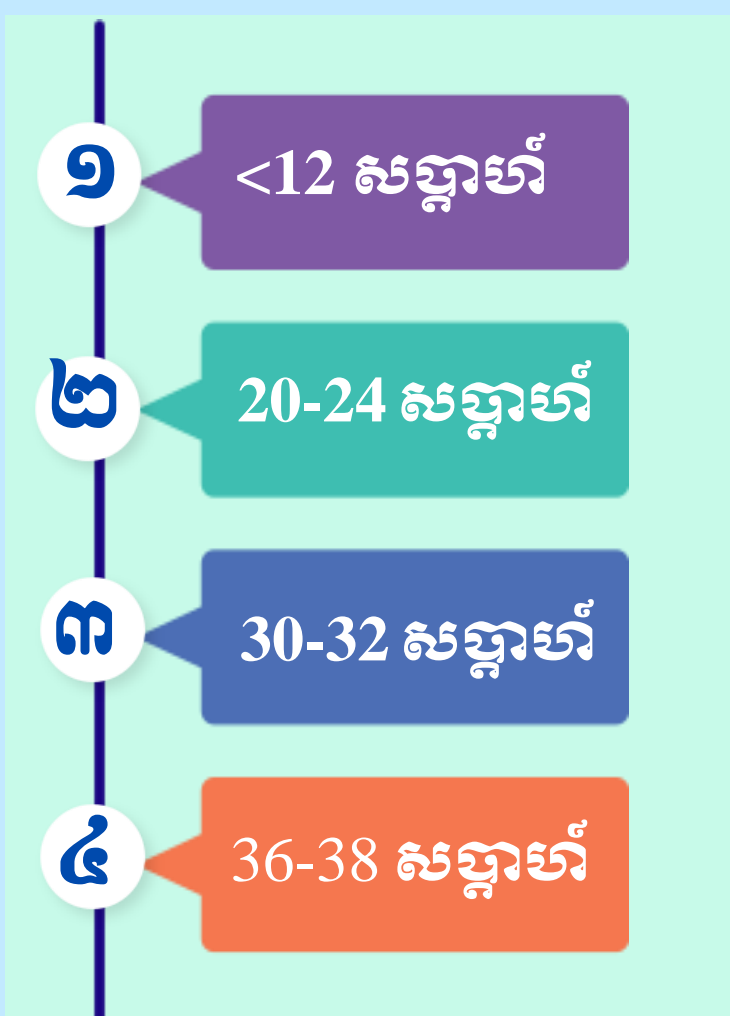 ១
<12 សប្តាហ៍
២
20-24 សប្តាហ៍
៣
30-32 សប្តាហ៍
៤
36-38 សប្តាហ៍